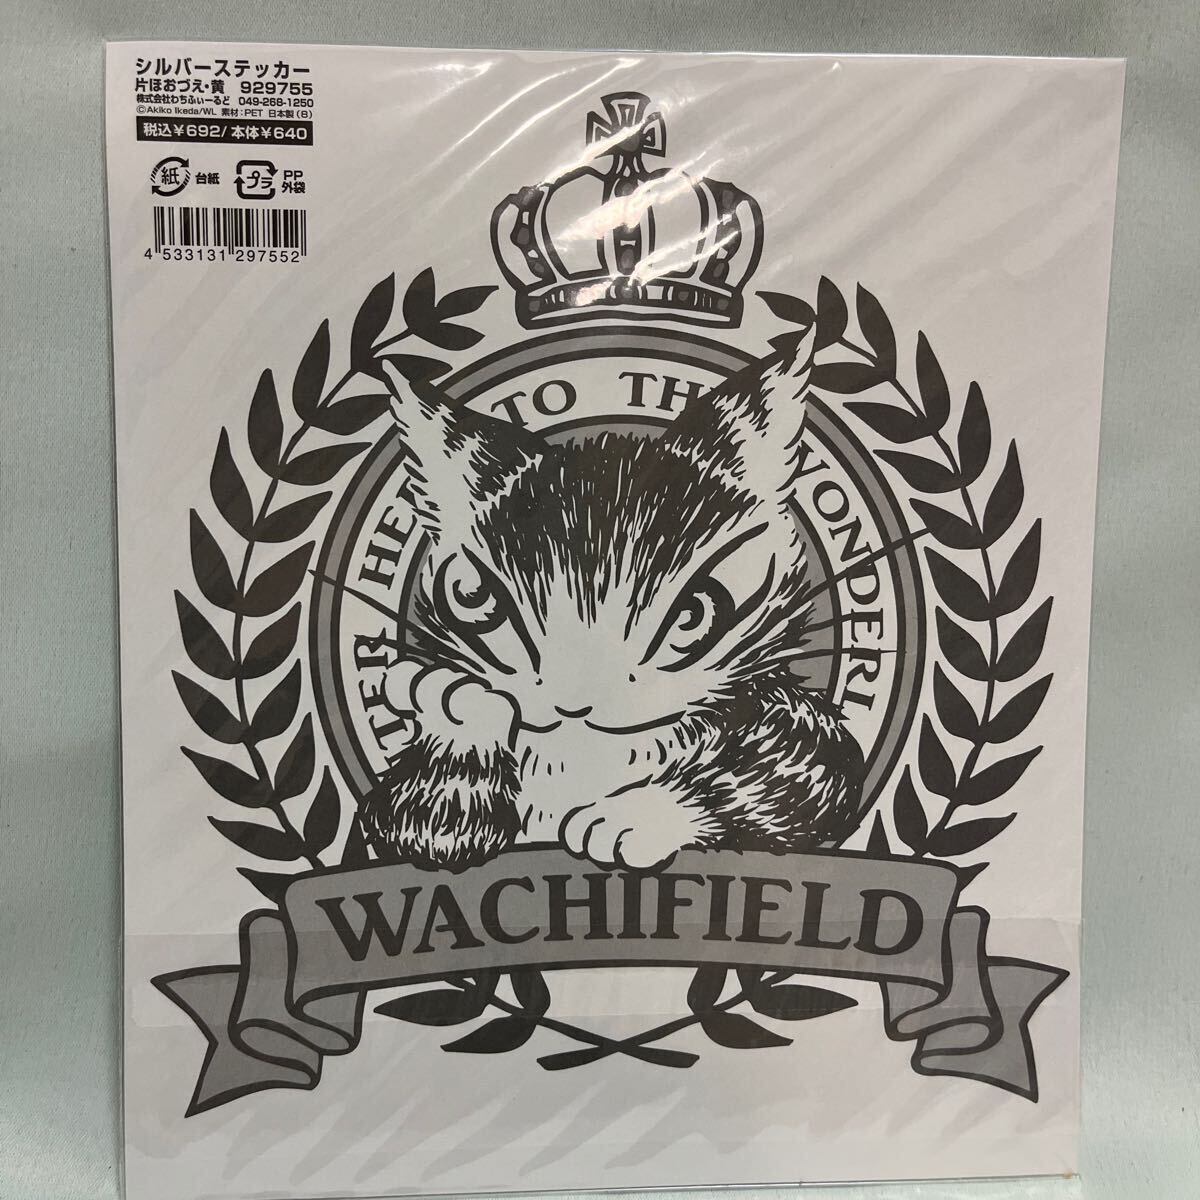 シルバーステッカー
片ほおづえ・黄 929755
株式会社わちふぃーるど 049-268-1250
©Akiko Ikeda/WL 素材:PET 日本製(B)
税込¥692/本体¥640
紙 台紙
プラ PP
外袋
4 533131 297552
TO THE
WACHIFIELD